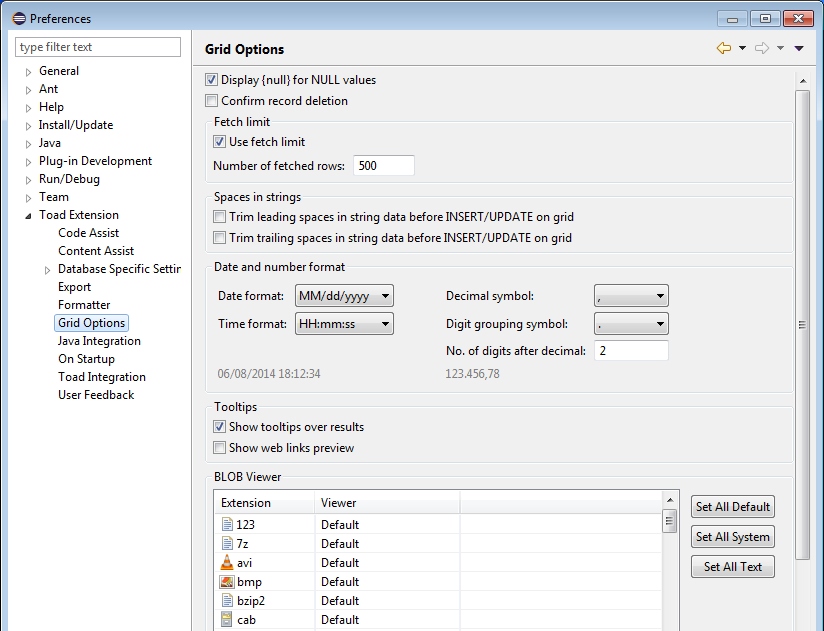 Preferences
type filter text
General
Ant
Help
Install/Update
Java
Plug-in Development
Run/Debug
Team
Toad Extension
Code Assist
Content Assist
Database Specific Settin
Export
Formatter
Grid Options
Java Integration
On Startup
Toad Integration
User Feedback
Grid Options
Display {null} for NULL values
Confirm record deletion
Fetch limit
Use fetch limit
Number of fetched rows: 500
Spaces in strings
Trim leading spaces in string data before INSERT/UPDATE on grid
Trim trailing spaces in string data before INSERT/UPDATE on grid
Date and number format
Date format: MM/dd/yyyy Decimal symbol: ,
Time format: HH:mm:ss Digit grouping symbol: .
No. of digits after decimal: 2
06/08/2014 18:12:34 123.456,78
Tooltips
Show tooltips over results
Show web links preview
BLOB Viewer
Extension Viewer
123 Default
7z Default
avi Default
bmp Default
bzip2 Default
cab Default
Set All Default
Set All System
Set All Text